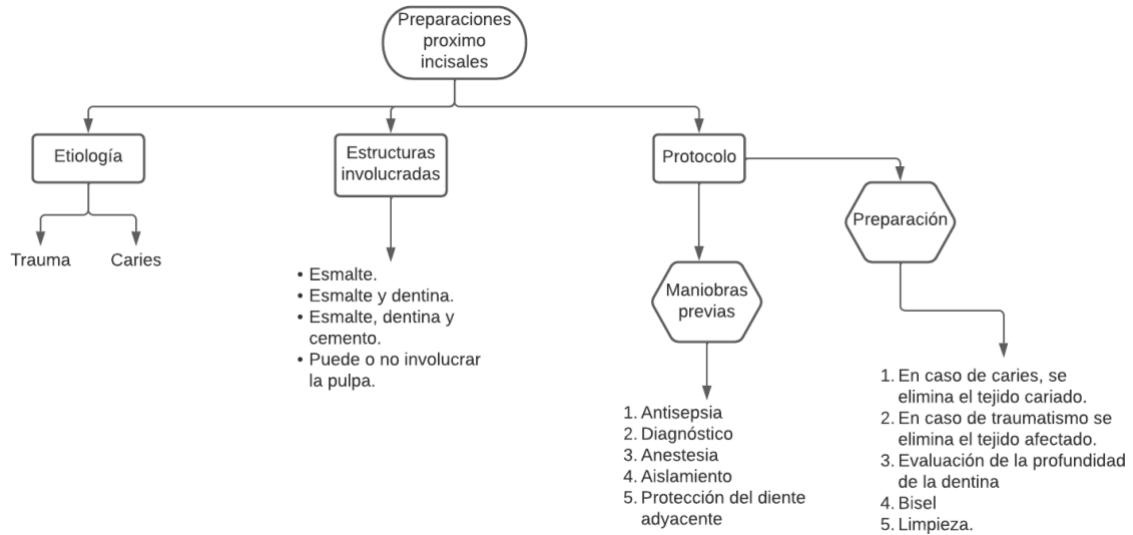 Preparaciones
proximo
incisales
Etiología
Trauma
Caries
Estructuras
involucradas
• Esmalte.
• Esmalte y dentina.
• Esmalte, dentina y
cemento.
• Puede o no involucrar
la pulpa.
Protocolo
Maniobras
previas
1. Antisepsia
2. Diagnóstico
3. Anestesia
4. Aislamiento
5. Protección del diente
adyacente
Preparación
1. En caso de caries, se
elimina el tejido cariado.
2. En caso de traumatismo se
elimina el tejido afectado.
3. Evaluación de la profundidad
de la dentina
4. Bisel
5. Limpieza.